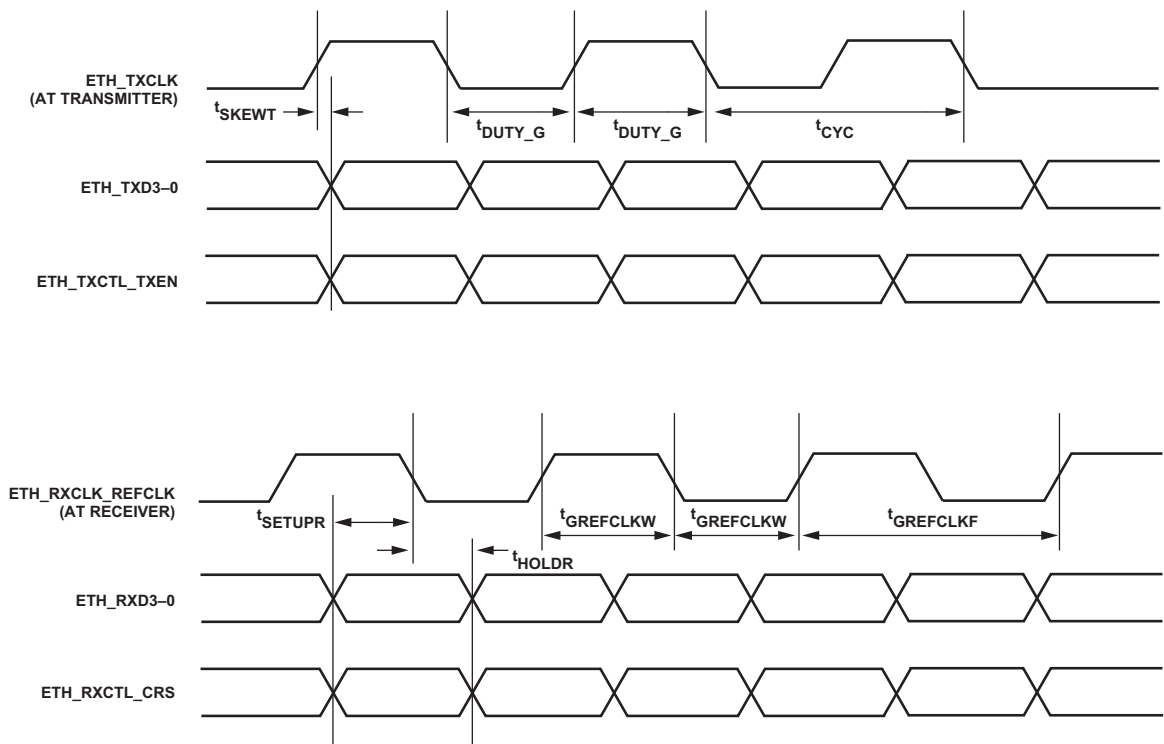 ETH_TXCLK
(AT TRANSMITTER)
tSKEWT
tDUTY_G
tDUTY_G
tCYC
ETH_TXD3–0
ETH_TXCTL_TXEN
ETH_RXCLK_REFCLK
(AT RECEIVER)
tSETUPR
tGREFCLKW
tGREFCLKW
tGREFCLKF
tHOLDR
ETH_RXD3–0
ETH_RXCTL_CRS